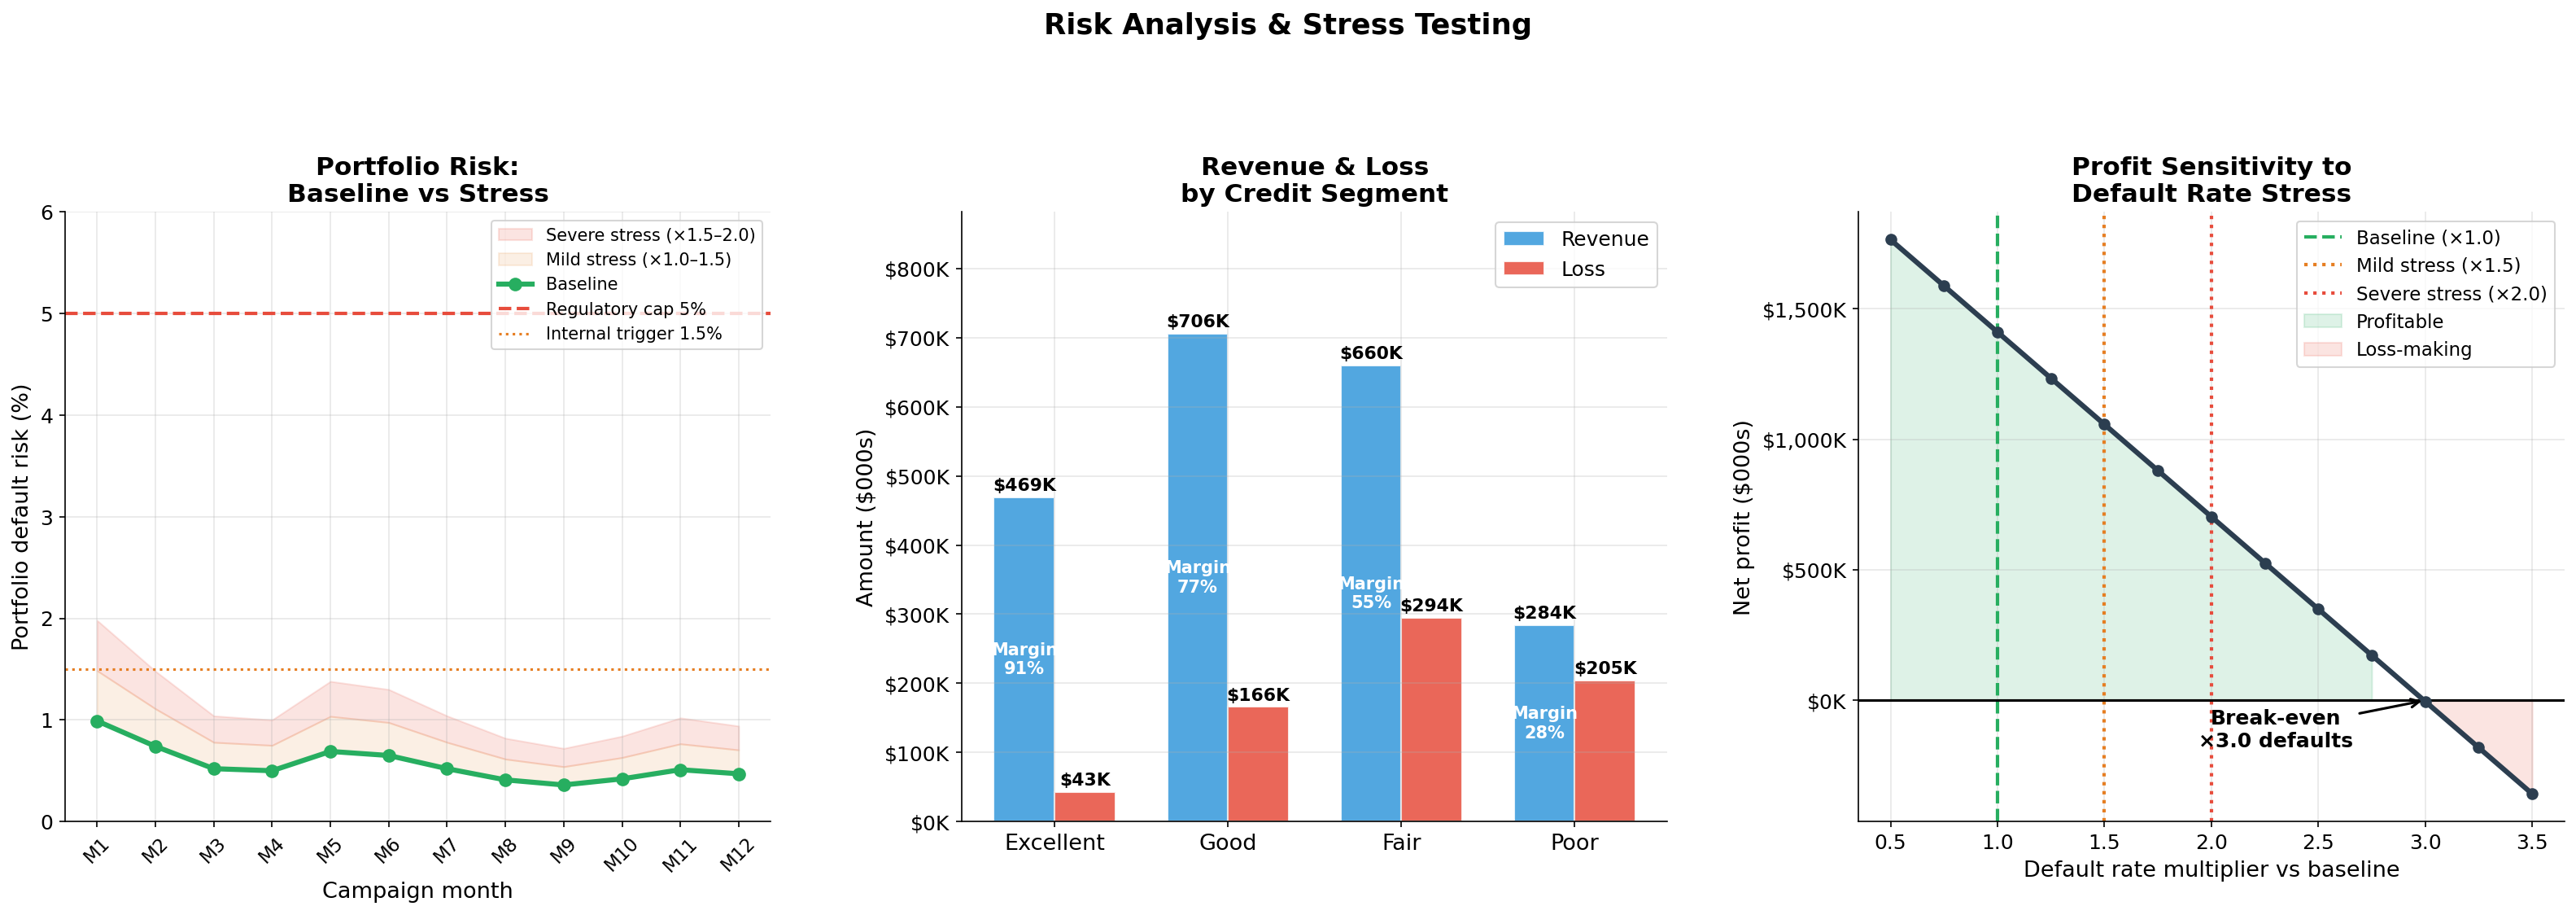 Risk Analysis & Stress Testing
Portfolio Risk:
Baseline vs Stress
Portfolio default risk (%)
6
5
4
3
2
1
0
Severe stress (×1.5–2.0)
Mild stress (×1.0–1.5)
Baseline
Regulatory cap 5%
Internal trigger 1.5%
M1
M2
M3
M4
M5
M6
M7
M8
M9
M10
M11
M12
Campaign month
Revenue & Loss
by Credit Segment
Amount ($000s)
$800K
$700K
$600K
$500K
$400K
$300K
$200K
$100K
$0K
Revenue
Loss
$469K
Margin
91%
$43K
$706K
Margin
77%
$166K
$660K
Margin
55%
$294K
$284K
Margin
28%
$205K
Excellent
Good
Fair
Poor
Profit Sensitivity to
Default Rate Stress
Net profit ($000s)
$1,500K
$1,000K
$500K
$0K
Baseline (×1.0)
Mild stress (×1.5)
Severe stress (×2.0)
Profitable
Loss-making
Break-even
×3.0 defaults
0.5
1.0
1.5
2.0
2.5
3.0
3.5
Default rate multiplier vs baseline